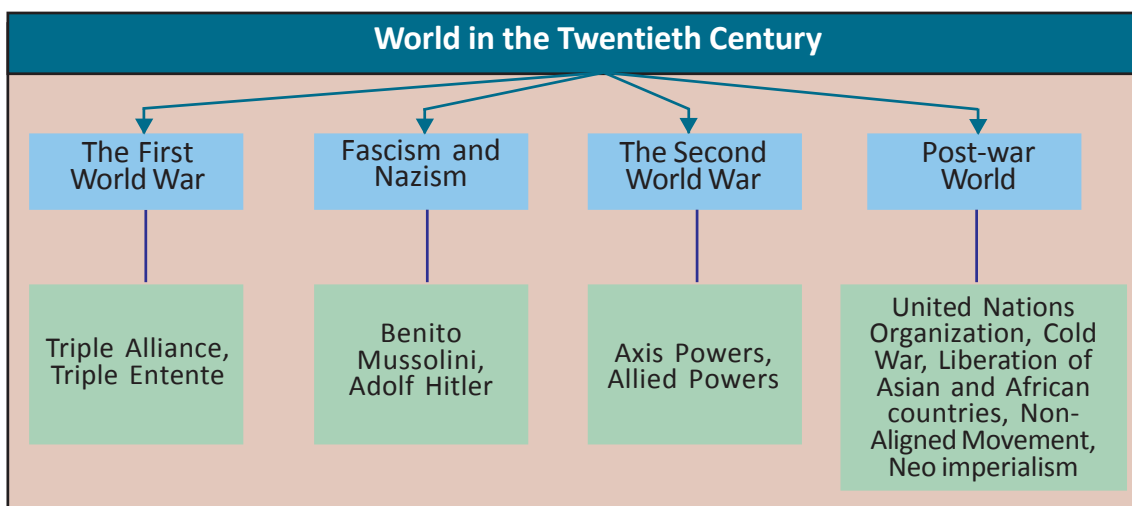 World in the Twentieth Century
The First
World War
Fascism and
Nazism
The Second
World War
Post-war
World
Triple Alliance,
Triple Entente
Benito
Mussolini,
Adolf Hitler
Axis Powers,
Allied Powers
United Nations
Organization, Cold
War, Liberation of
Asian and African
countries, Non-
Aligned Movement,
Neo imperialism